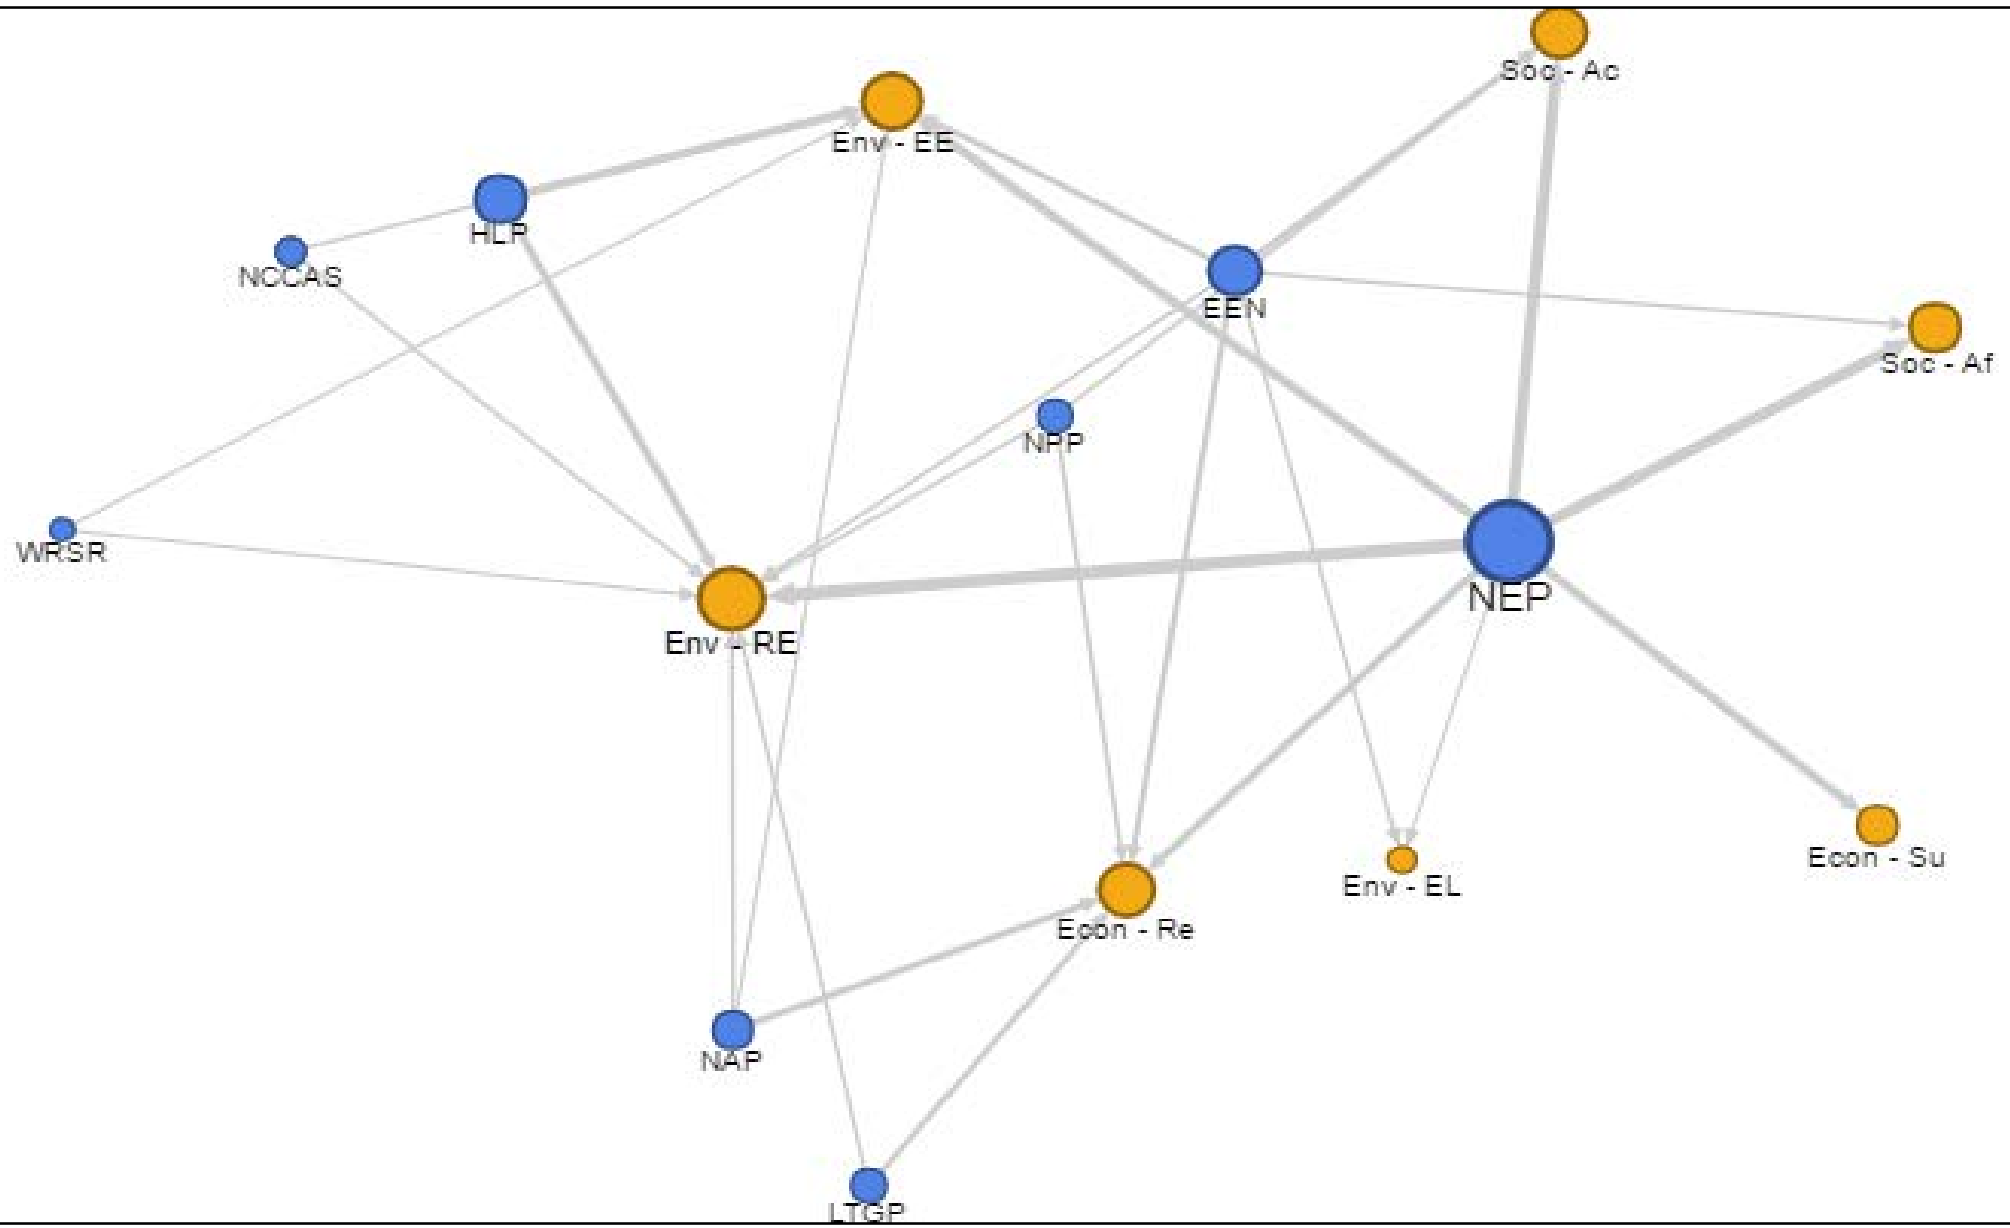 Soc - Ac
Env - EE
HLP
NCCAS
EEN
Soc - Af
NPP
WRSR
NEP
Env - RE
Econ - Su
Env - EL
Econ - Re
NAP
LTGP